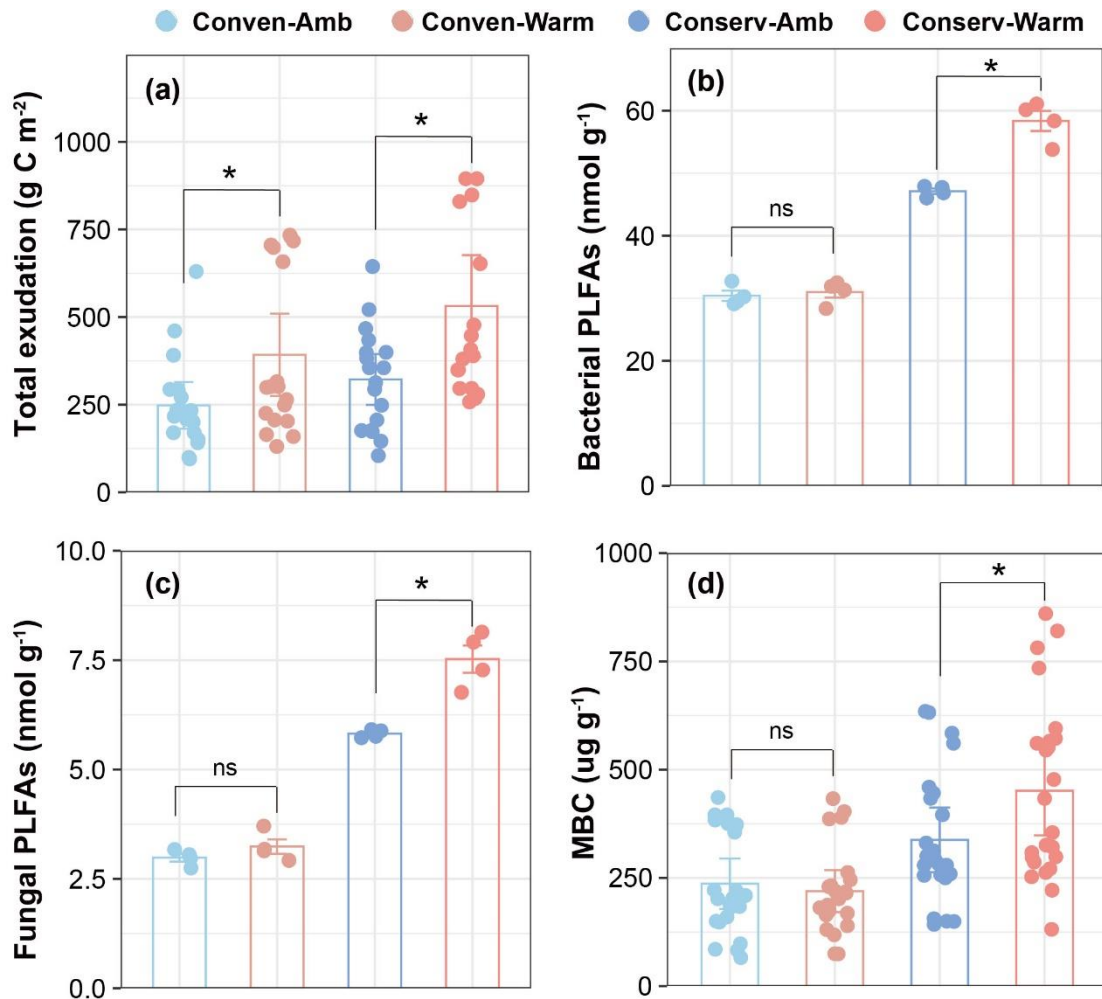 Conven-Amb Conven-Warm Conserv-Amb Conserv-Warm
(a)
Total exudation (g C m-2)
1000
750
500
250
0
*
*
(b)
Bacterial PLFAs (nmol g-1)
60
40
20
0
ns
*
(c)
Fungal PLFAs (nmol g-1)
10.0
7.5
5.0
2.5
0.0
ns
*
(d)
MBC (ug g-1)
1000
750
500
250
0
ns
*